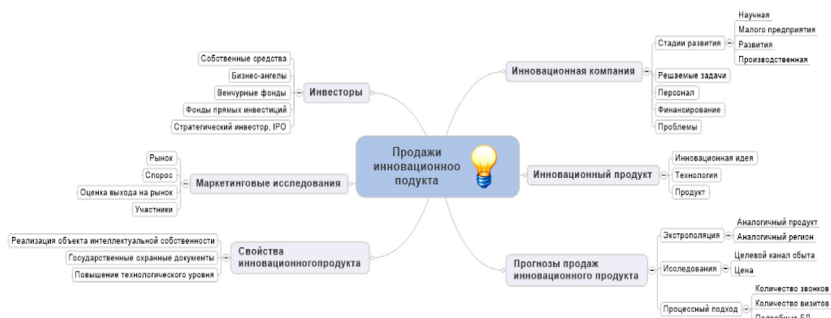 Продажи
инновационноо
подукта
Инновационная компания
Стадии развития
Научная
Малого предприятия
Развития
Производственная
Решаемые задачи
Персонал
Финансирование
Проблемы
Инновационный продукт
Инновационная идея
Технология
Продукт
Прогнозы продаж
инновационного продукта
Экстрополяция
Аналогичный продукт
Аналогичный регион
Исследования
Целевой канал сбыта
Цена
Процессный подход
Количество звонков
Количество визитов
Инвесторы
Собственные средства
Бизнес-ангелы
Венчурные фонды
Фонды прямых инвестиций
Стратегический инвестор, IPO
Маркетинговые исследования
Рынок
Спорос
Оценка выхода на рынок
Участники
Свойства
инновационногопродукта
Реализация объекта интеллектуальной собственности
Государственные охранные документы
Повышение технологического уровня